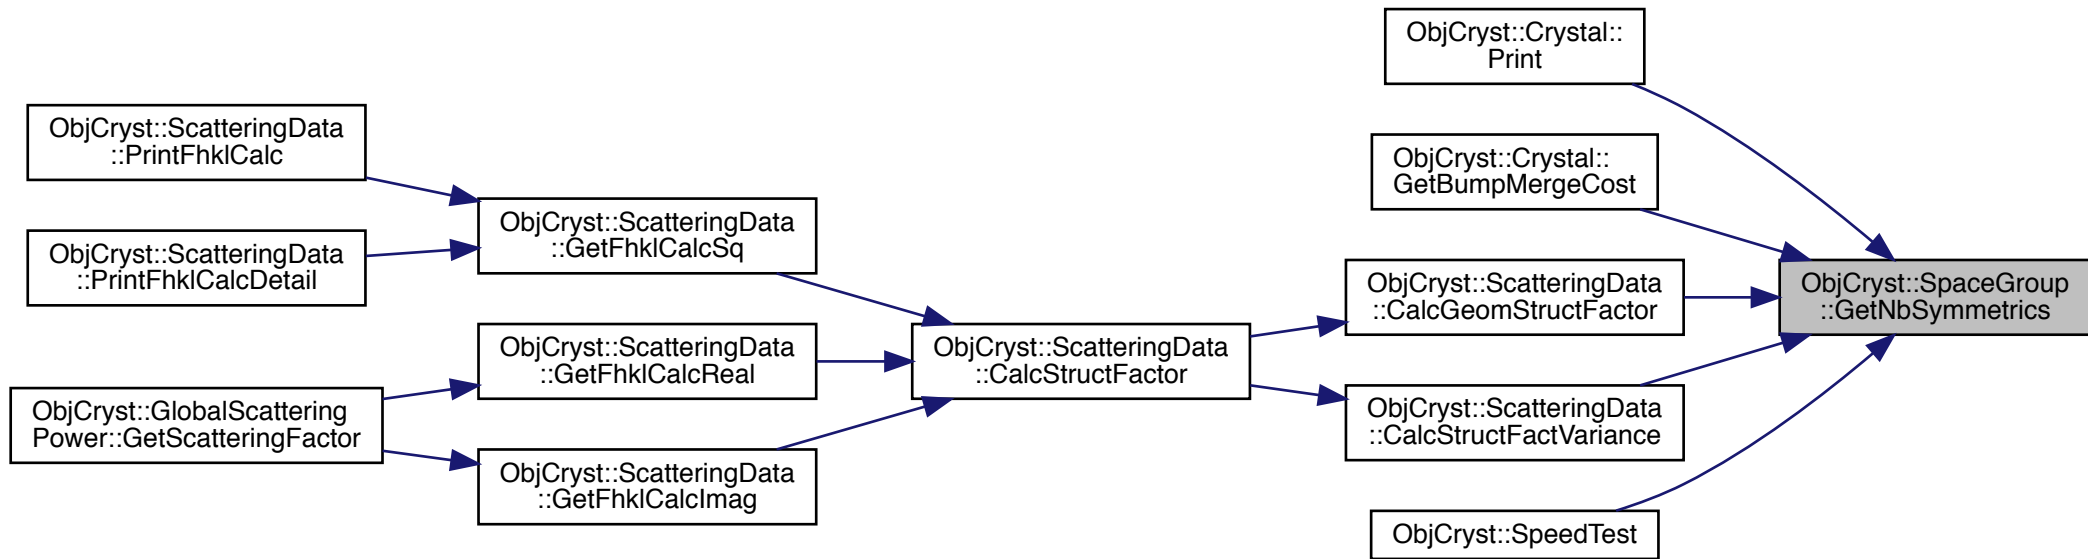 ObjCryst::Crystal::
Print
ObjCryst::ScatteringData
::PrintFhklCalc
ObjCryst::Crystal::
GetBumpMergeCost
ObjCryst::ScatteringData
::GetFhklCalcSq
ObjCryst::ScatteringData
::PrintFhklCalcDetail
ObjCryst::ScatteringData
::CalcGeomStructFactor
ObjCryst::SpaceGroup
::GetNbSymmetrics
ObjCryst::ScatteringData
::GetFhklCalcReal
ObjCryst::ScatteringData
::CalcStructFactor
ObjCryst::GlobalScattering
Power::GetScatteringFactor
ObjCryst::ScatteringData
::CalcStructFactVariance
ObjCryst::ScatteringData
::GetFhklCalcImag
ObjCryst::SpeedTest